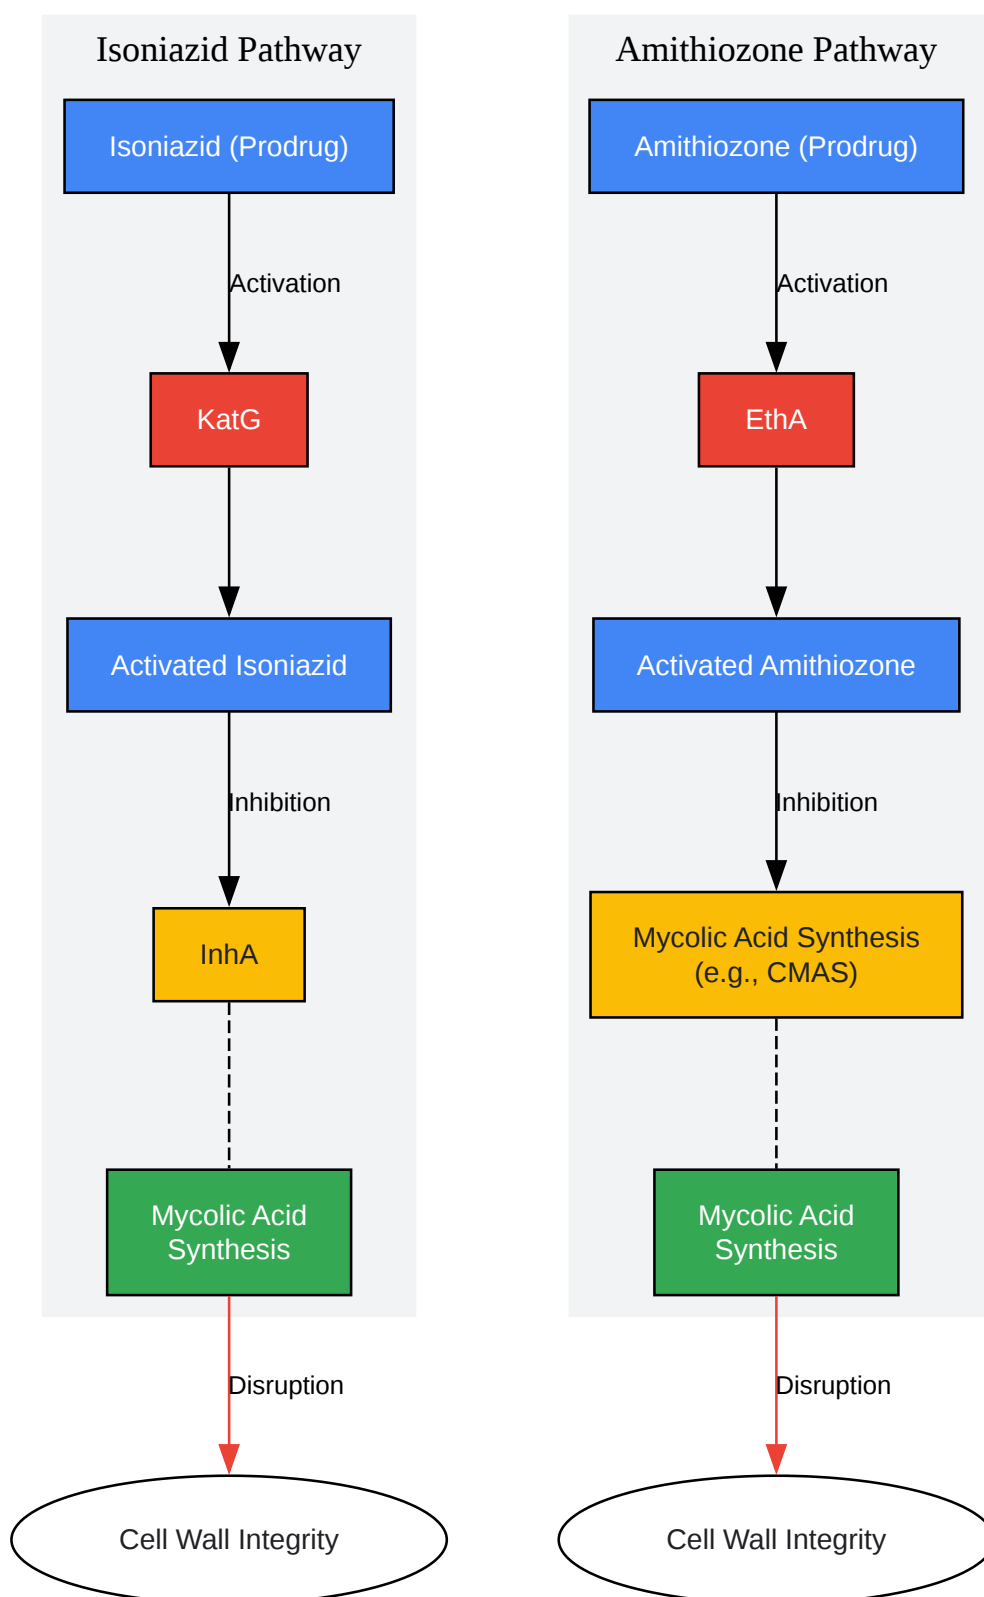 Isoniazid Pathway
Isoniazid (Prodrug)
Activation
KatG
Activated Isoniazid
Inhibition
InhA
Mycolic Acid
Synthesis
Disruption
Cell Wall Integrity
Amithiozone Pathway
Amithiozone (Prodrug)
Activation
EthA
Activated Amithiozone
Inhibition
Mycolic Acid Synthesis
(e.g., CMAS)
Mycolic Acid
Synthesis
Disruption
Cell Wall Integrity